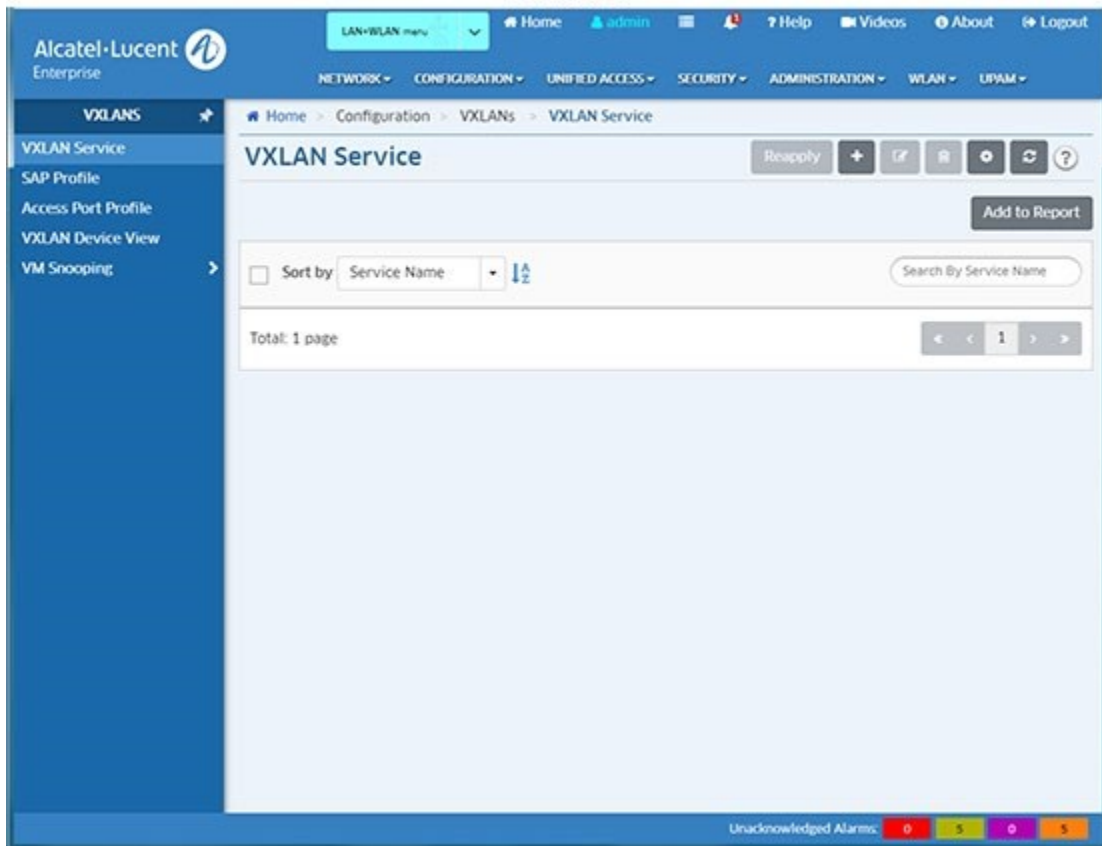 Alcatel·Lucent
Enterprise
LAN+WLAN menu
Home
admin
1
? Help
Videos
About
Logout
NETWORK
CONFIGURATION
UNIFIED ACCESS
SECURITY
ADMINISTRATION
WLAN
UPAM
VXLANS
VXLAN Service
SAP Profile
Access Port Profile
VXLAN Device View
VM Snooping
Home > Configuration > VXLANs > VXLAN Service
VXLAN Service
Reapply
?
Add to Report
Sort by
Service Name
A
Z
Search By Service Name
Total: 1 page
« < 1 > »
Unacknowledged Alarms: 0 5 0 5